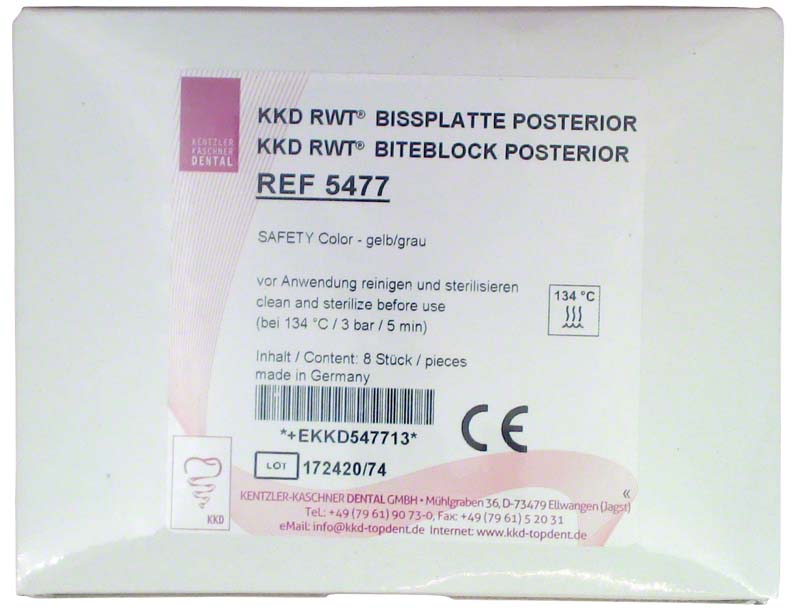 KENTZLER
KASCHNER
DENTAL
KKD RWT® BISSPLATTE POSTERIOR
KKD RWT® BITEBLOCK POSTERIOR
REF 5477
SAFETY Color - gelb/grau
vor Anwendung reinigen und sterilisieren
clean and sterilize before use
(bei 134 °C / 3 bar / 5 min)
134 °C
Inhalt / Content: 8 Stück / pieces
made in Germany
*+EKKD547713*
CE
LOT 172420/74
KKD
«
KENTZLER-KASCHNER DENTAL GMBH • Mühlgraben 36, D-73479 Ellwangen (Jagst)
Tel.: +49 (79 61) 90 73-0, Fax: +49 (79 61) 5 20 31
eMail: info@kkd-topdent.de Internet: www.kkd-topdent.de